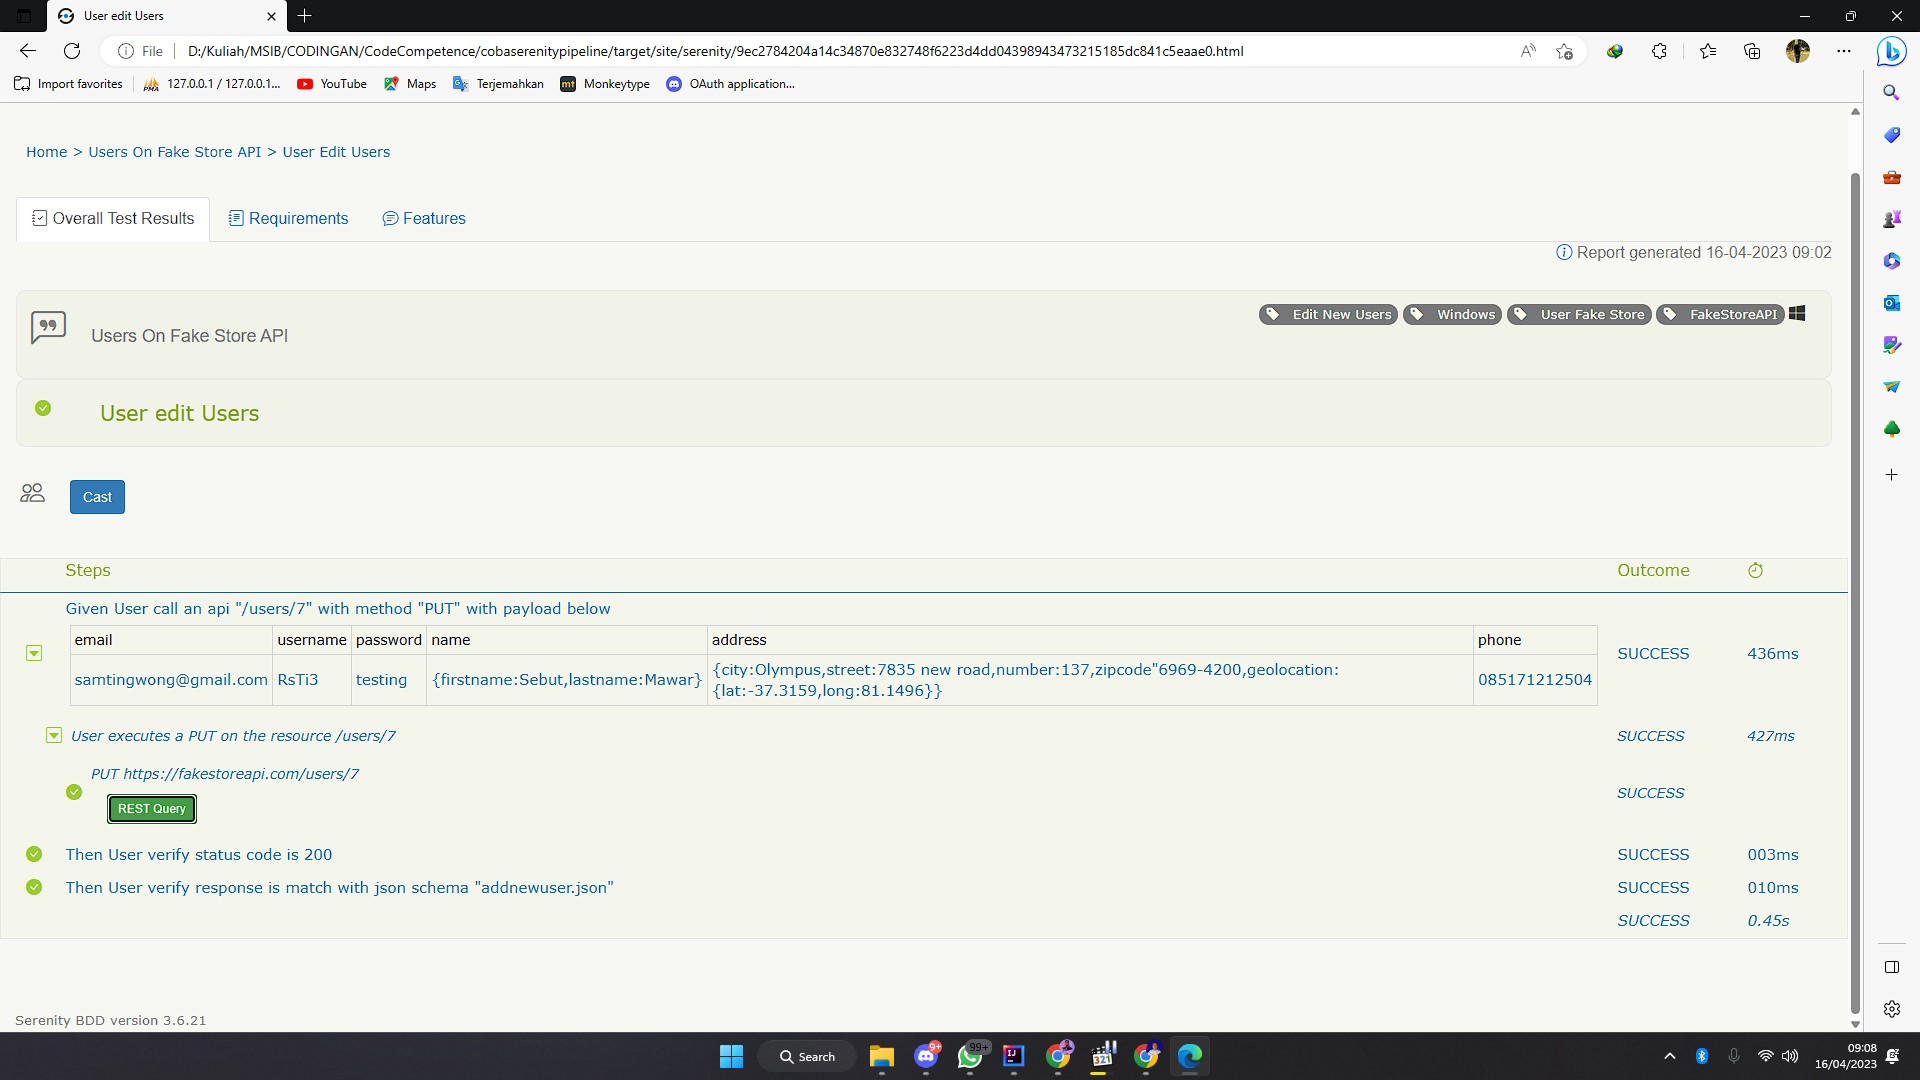 User edit Users
File
D:/Kuliah/MSIB/CODINGAN/CodeCompetence/cobaserenitypipeline/target/site/serenity/9ec2784204a14c34870e832748f6223d4dd04398943473215185dc841c5eaae0.html
Import favorites
127.0.0.1 / 127.0.0.1...
YouTube
Maps
Terjemahkan
mt Monkeytype
OAuth application...
Home > Users On Fake Store API > User Edit Users
Overall Test Results
Requirements
Features
Report generated 16-04-2023 09:02
Users On Fake Store API
Edit New Users
Windows
User Fake Store
FakeStoreAPI
User edit Users
Cast
Steps
Outcome
Given User call an api "/users/7" with method "PUT" with payload below
email username password name address phone
samtingwong@gmail.com RsTi3 testing {firstname:Sebut,lastname:Mawar} {city:Olympus,street:7835 new road,number:137,zipcode"6969-4200,geolocation:
{lat:-37.3159,long:81.1496}} 085171212504
SUCCESS 436ms
User executes a PUT on the resource /users/7 SUCCESS 427ms
PUT https://fakestoreapi.com/users/7
REST Query
SUCCESS
Then User verify status code is 200 SUCCESS 003ms
Then User verify response is match with json schema "addnewuser.json" SUCCESS 010ms
SUCCESS 0.45s
Serenity BDD version 3.6.21
Search
9+
99+
IJ
321
09:08
16/04/2023